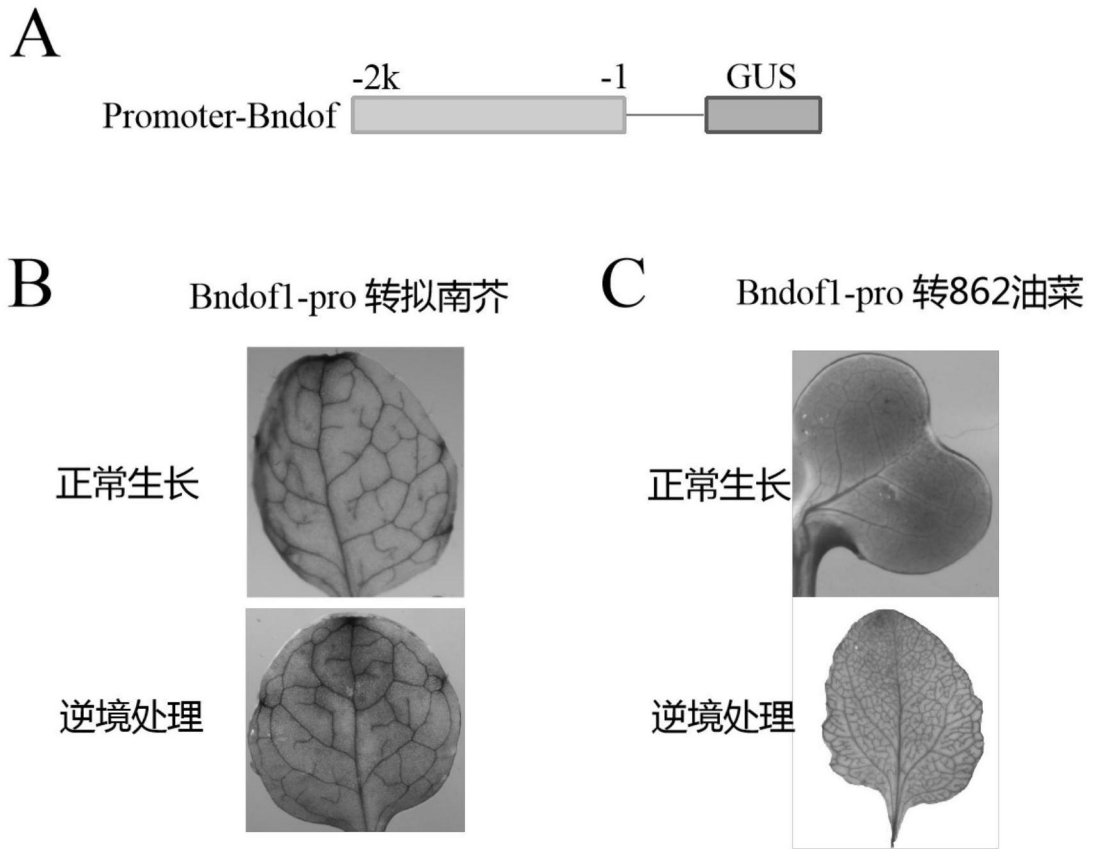 A
-2k -1 GUS
Promoter-Bndof
B
Bndof1-pro 转拟南芥
C
Bndof1-pro 转862油菜
正常生长
正常生长
逆境处理
逆境处理